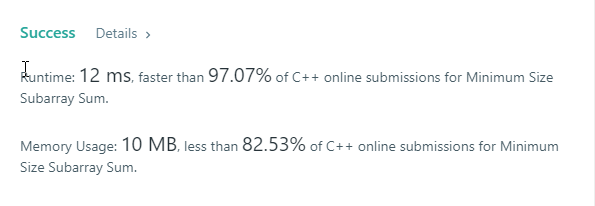 Success Details >
Runtime: 12 ms, faster than 97.07% of C++ online submissions for Minimum Size
Subarray Sum.
Memory Usage: 10 MB, less than 82.53% of C++ online submissions for Minimum
Size Subarray Sum.